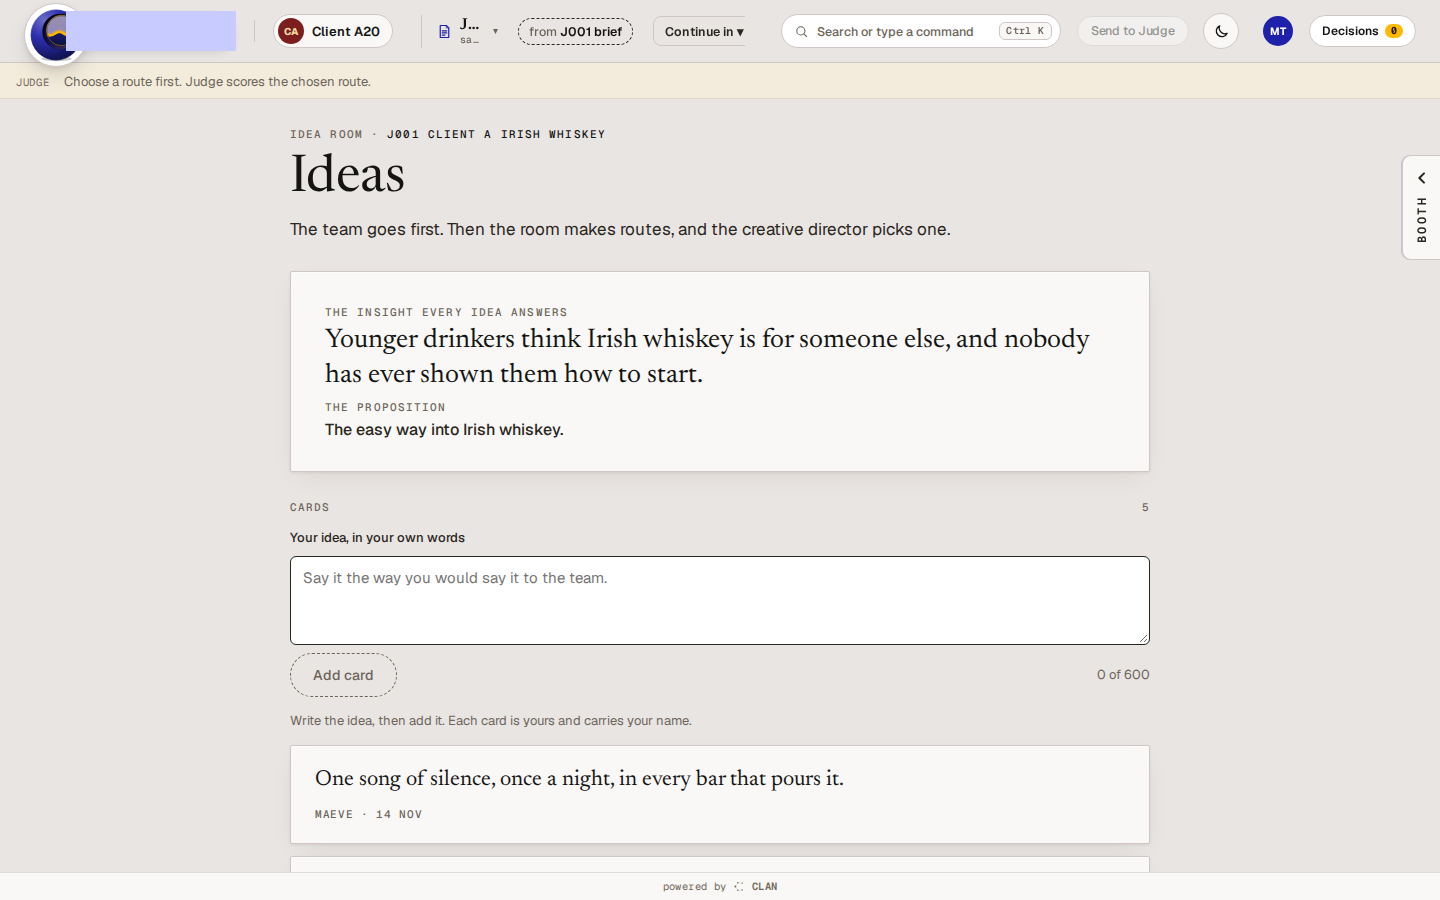 CA Client A20
J...
sa...
from J001 brief
Continue in ▾
Search or type a command Ctrl K
Send to Judge
MT
Decisions 0
JUDGE Choose a route first. Judge scores the chosen route.
IDEA ROOM · J001 CLIENT A IRISH WHISKEY
Ideas
The team goes first. Then the room makes routes, and the creative director picks one.
BOOTH
THE INSIGHT EVERY IDEA ANSWERS
Younger drinkers think Irish whiskey is for someone else, and nobody
has ever shown them how to start.
THE PROPOSITION
The easy way into Irish whiskey.
CARDS 5
Your idea, in your own words
Say it the way you would say it to the team.
Add card 0 of 600
Write the idea, then add it. Each card is yours and carries your name.
One song of silence, once a night, in every bar that pours it.
MAEVE · 14 NOV
powered by CLAN